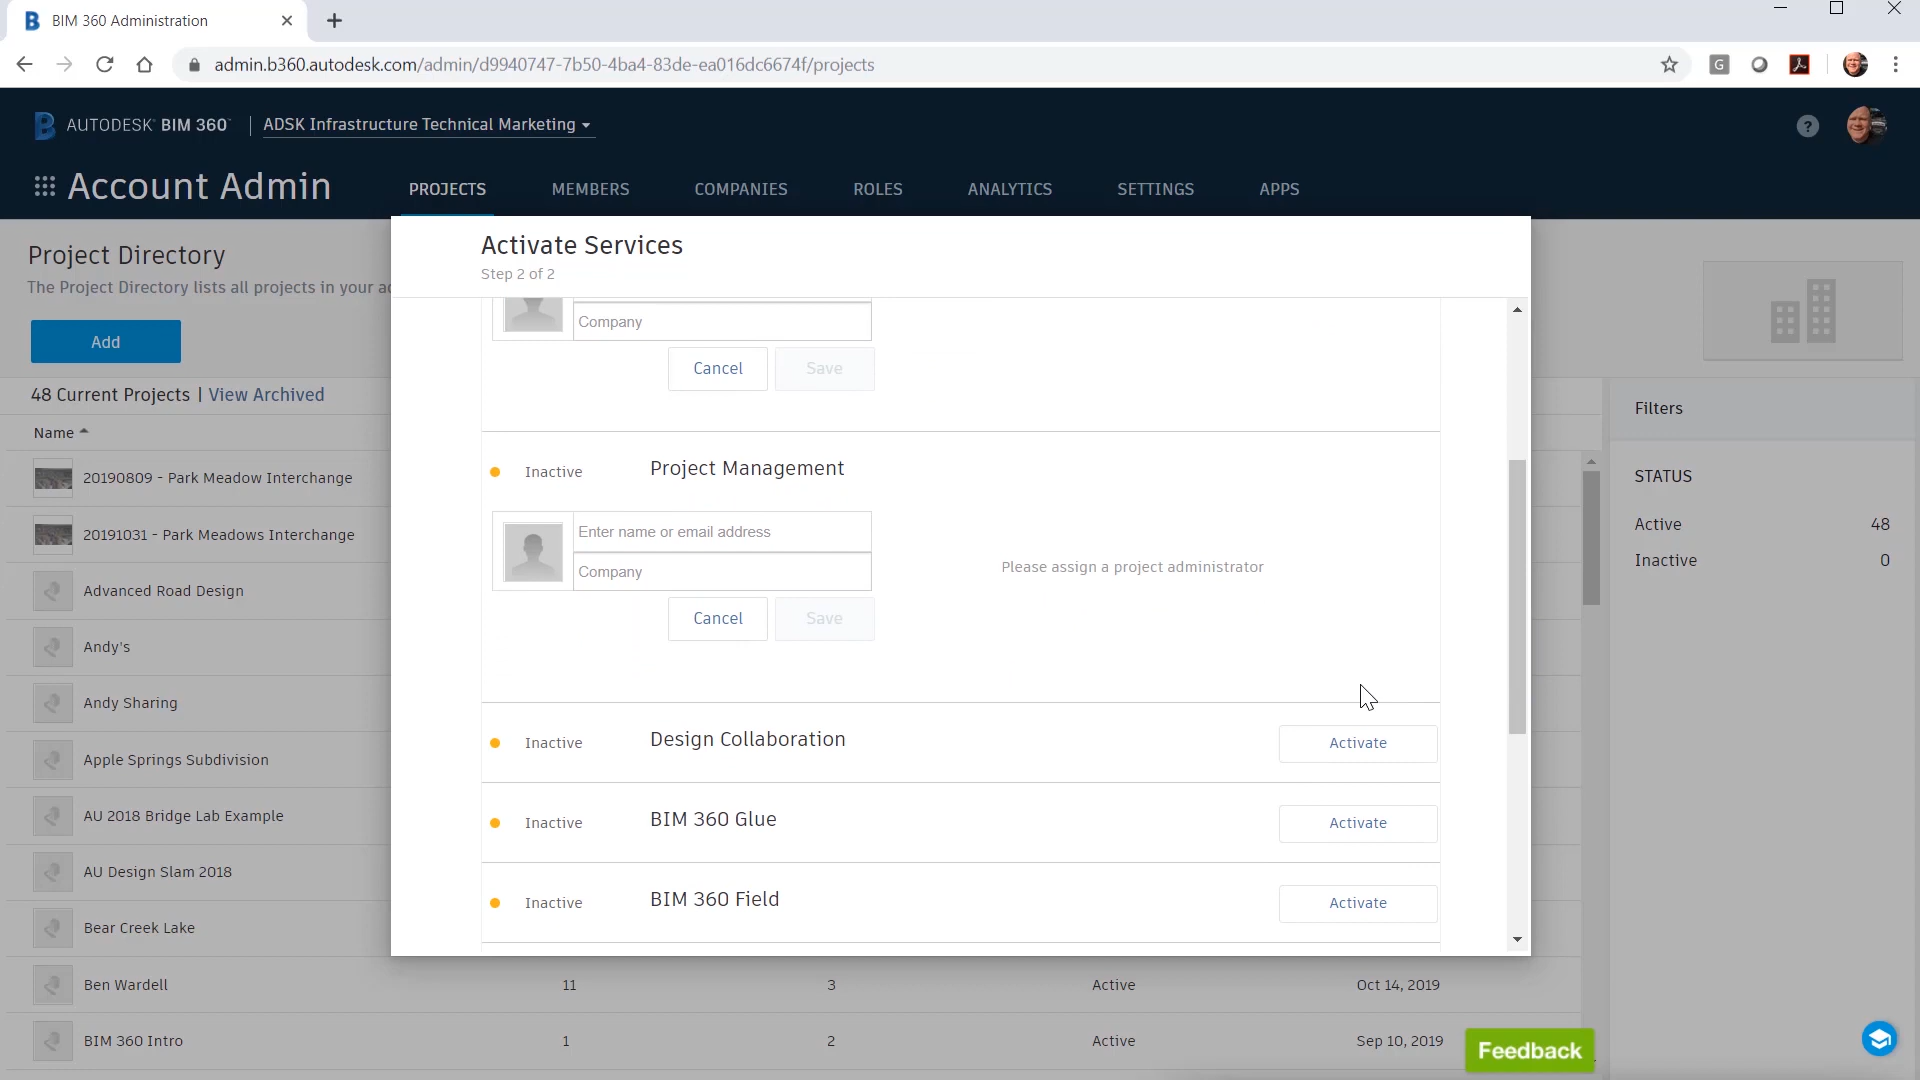 BIM 360 Administration
admin.b360.autodesk.com/admin/d9940747-7b50-4ba4-83de-ea016dc6674f/projects
G
AUTODESK® BIM 360™ | ADSK Infrastructure Technical Marketing
?
Account Admin
PROJECTS MEMBERS COMPANIES ROLES ANALYTICS SETTINGS APPS
Project Directory
The Project Directory lists all projects in your a
Add
48 Current Projects | View Archived
Name
20190809 - Park Meadow Interchange
20191031 - Park Meadows Interchange
Advanced Road Design
Andy's
Andy Sharing
Apple Springs Subdivision
AU 2018 Bridge Lab Example
AU Design Slam 2018
Bear Creek Lake
Ben Wardell 11 3 Active Oct 14, 2019
BIM 360 Intro 1 2 Active Sep 10, 2019
Activate Services
Step 2 of 2
Company
Cancel Save
Inactive Project Management
Enter name or email address
Company
Please assign a project administrator
Cancel Save
Inactive Design Collaboration Activate
Inactive BIM 360 Glue Activate
Inactive BIM 360 Field Activate
Filters
STATUS
Active 48
Inactive 0
Feedback